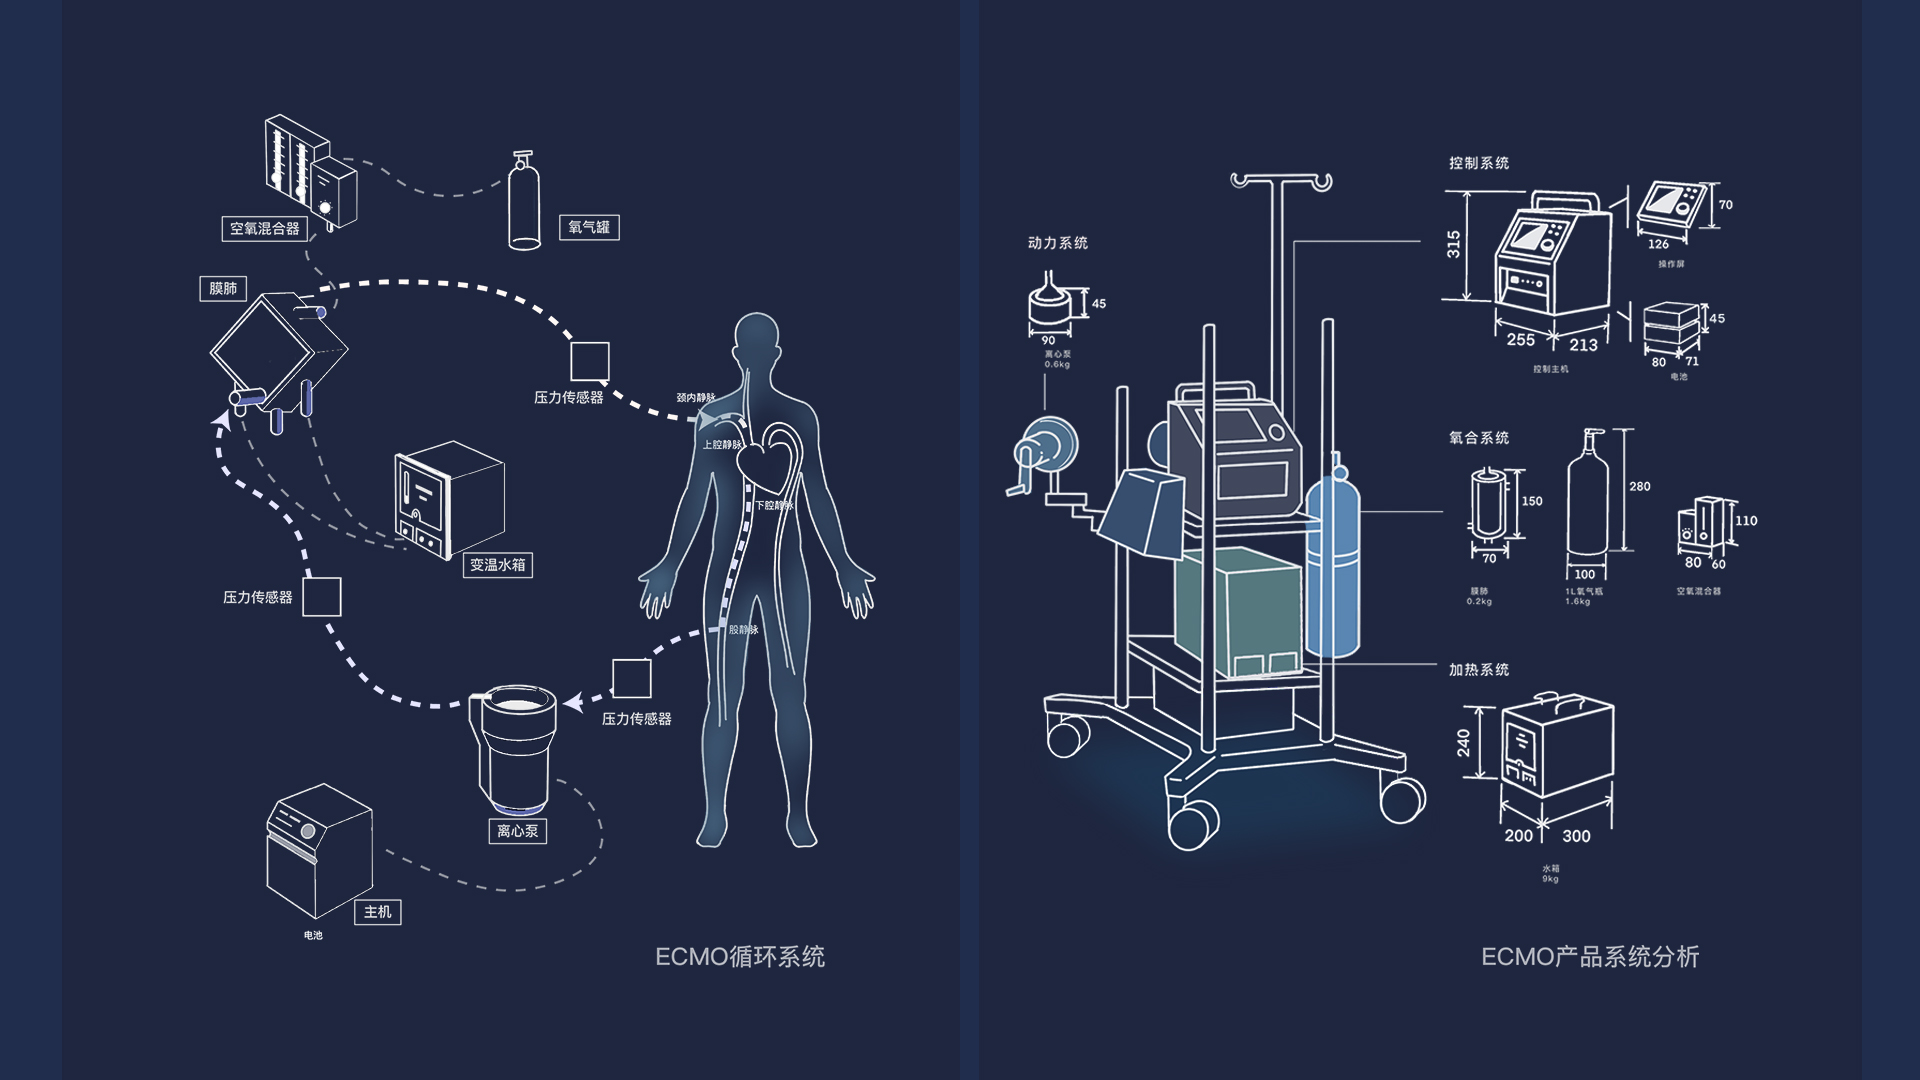 空氧混合器
氧气罐
膜肺
压力传感器
颈内静脉
上腔静脉
下腔静脉
变温水箱
压力传感器
股静脉
压力传感器
离心泵
主机
电池
ECMO循环系统
控制系统
315
70
126
操作屏
255
213
控制主机
45
80
71
电池
动力系统
45
90
离心泵
0.6kg
氧合系统
150
70
膜肺
0.2kg
280
100
1L氧气瓶
1.6kg
110
80
60
空氧混合器
加热系统
240
200
300
水箱
9kg
ECMO产品系统分析